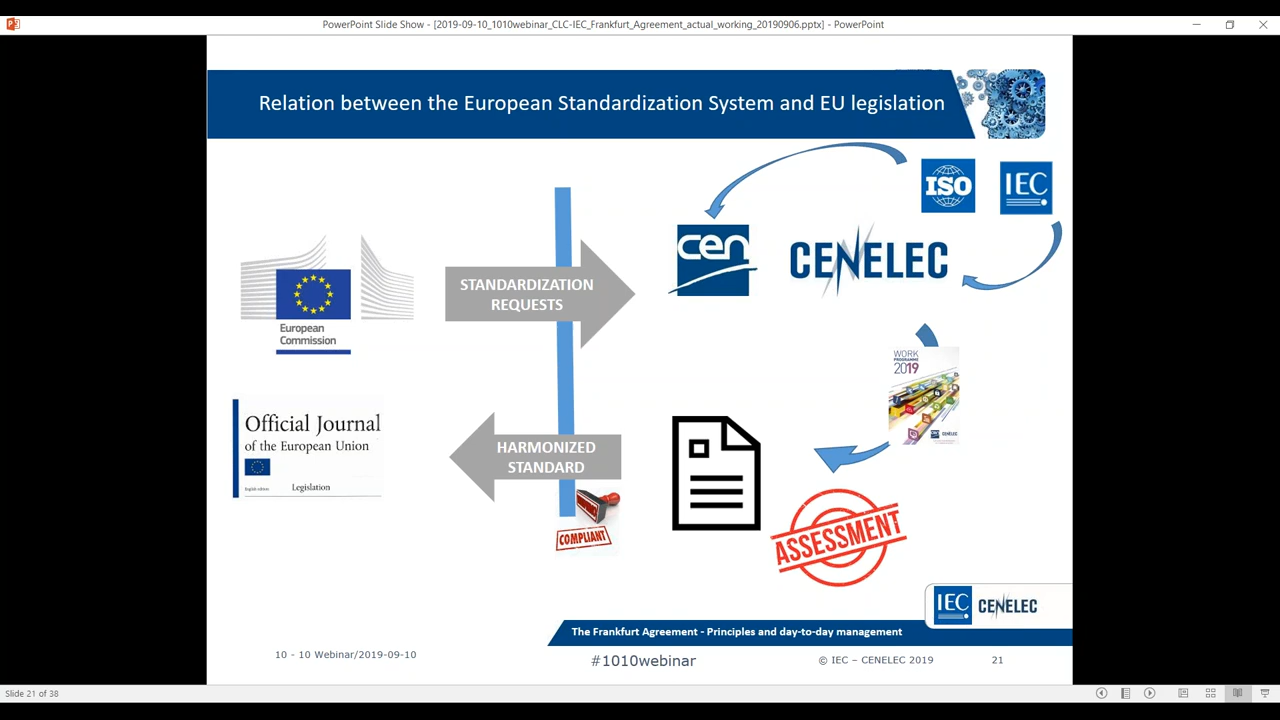 PowerPoint Slide Show - [2019-09-10_1010webinar_CLC-IEC_Frankfurt_Agreement_actual_working_20190906.pptx] - PowerPoint
Relation between the European Standardization System and EU legislation
ISO
IEC
cen
CENELEC
STANDARDIZATION
REQUESTS
European
Commission
WORK
PROGRAMME
2019
Official Journal
of the European Union
English edition
Legislation
HARMONIZED
STANDARD
COMPLIANT
ASSESSMENT
IEC
CENELEC
The Frankfurt Agreement - Principles and day-to-day management
10 - 10 Webinar/2019-09-10
#1010webinar
© IEC – CENELEC 2019
21
Slide 21 of 38